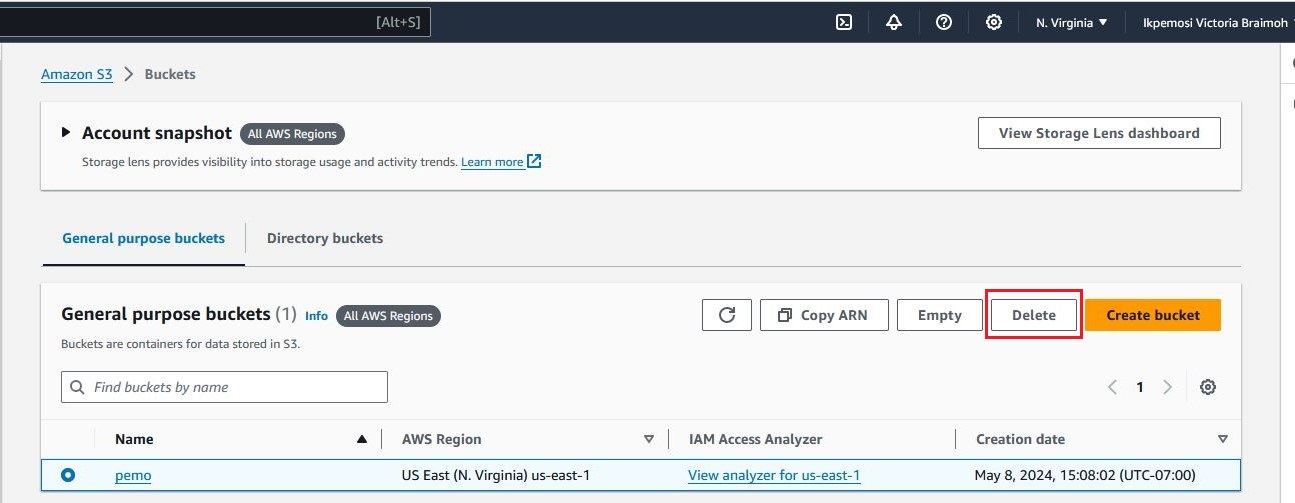 [Alt+S] N. Virginia Ikpemosi Victoria Braimoh
Amazon S3 Buckets
Account snapshot All AWS Regions View Storage Lens dashboard
Storage lens provides visibility into storage usage and activity trends. Learn more
General purpose buckets Directory buckets
General purpose buckets (1) Info All AWS Regions Copy ARN Empty Delete Create bucket
Buckets are containers for data stored in S3.
Find buckets by name 1
Name AWS Region IAM Access Analyzer Creation date
pemo US East (N. Virginia) us-east-1 View analyzer for us-east-1 May 8, 2024, 15:08:02 (UTC-07:00)